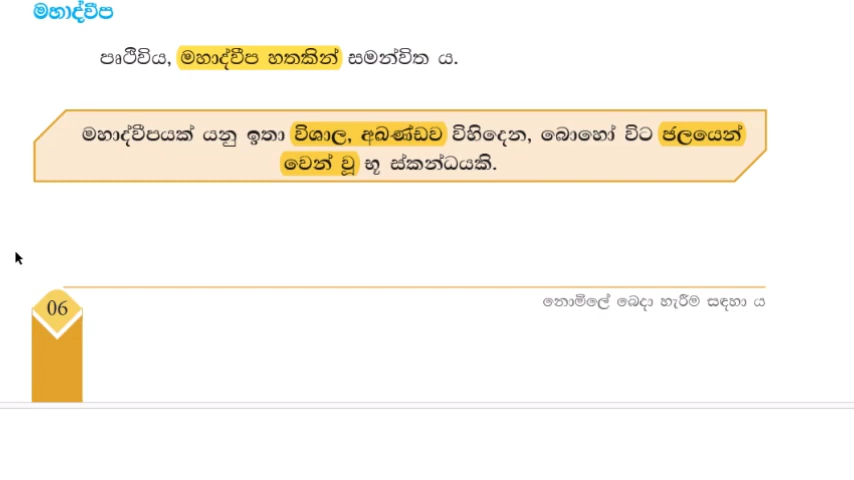 මහාද්වීප
පෘථිවිය, මහාද්වීප හතකින් සමන්විත ය.
මහාද්වීපයක් යනු ඉතා විශාල, අඛණ්ඩව විහිදෙන, බොහෝ විට ජලයෙන්
වෙන් වූ භූ ස්කන්ධයකි.
නොමිලේ බෙදා හැරීම සඳහා ය
06